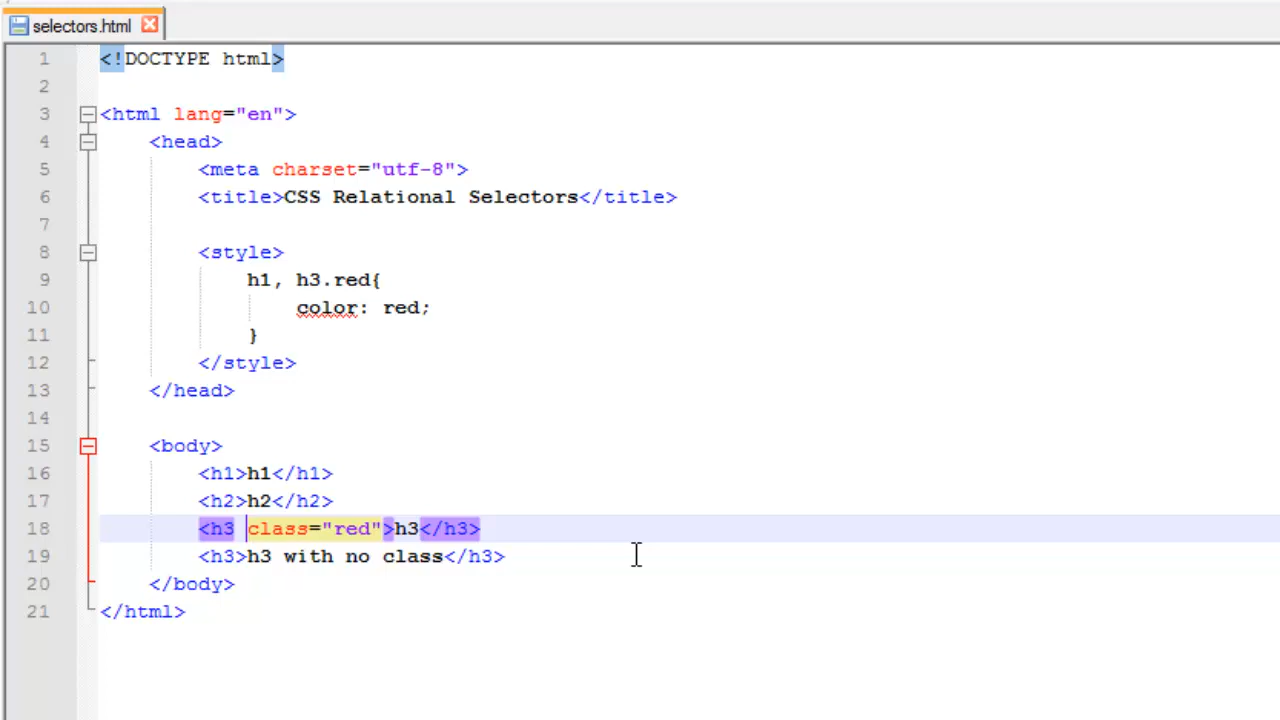 selectors.html
1 <!DOCTYPE html>
2
3 <html lang="en">
4 <head>
5 <meta charset="utf-8">
6 <title>CSS Relational Selectors</title>
7
8 <style>
9 h1, h3.red{
10 color: red;
11 }
12 </style>
13 </head>
14
15 <body>
16 <h1>h1</h1>
17 <h2>h2</h2>
18 <h3 class="red">h3</h3>
19 <h3>h3 with no class</h3>
20 </body>
21 </html>